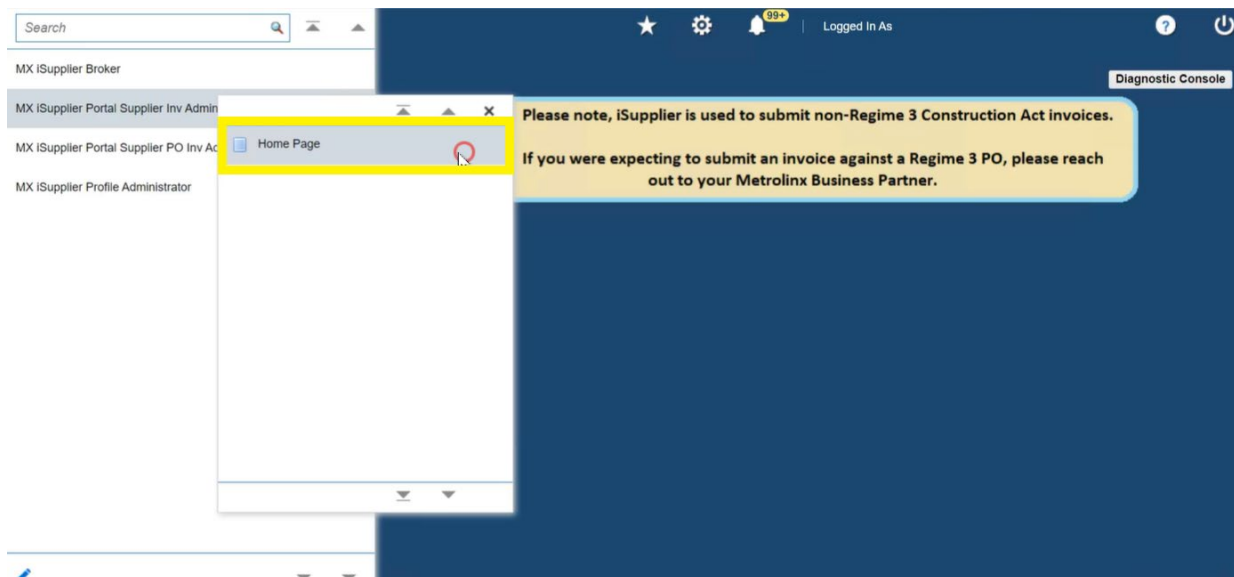 Search
99+
Logged In As
?
MX iSupplier Broker
Diagnostic Console
MX iSupplier Portal Supplier Inv Admin
Please note, iSupplier is used to submit non-Regime 3 Construction Act invoices.
MX iSupplier Portal Supplier PO Inv Ad
Home Page
If you were expecting to submit an invoice against a Regime 3 PO, please reach
out to your Metrolinx Business Partner.
MX iSupplier Profile Administrator